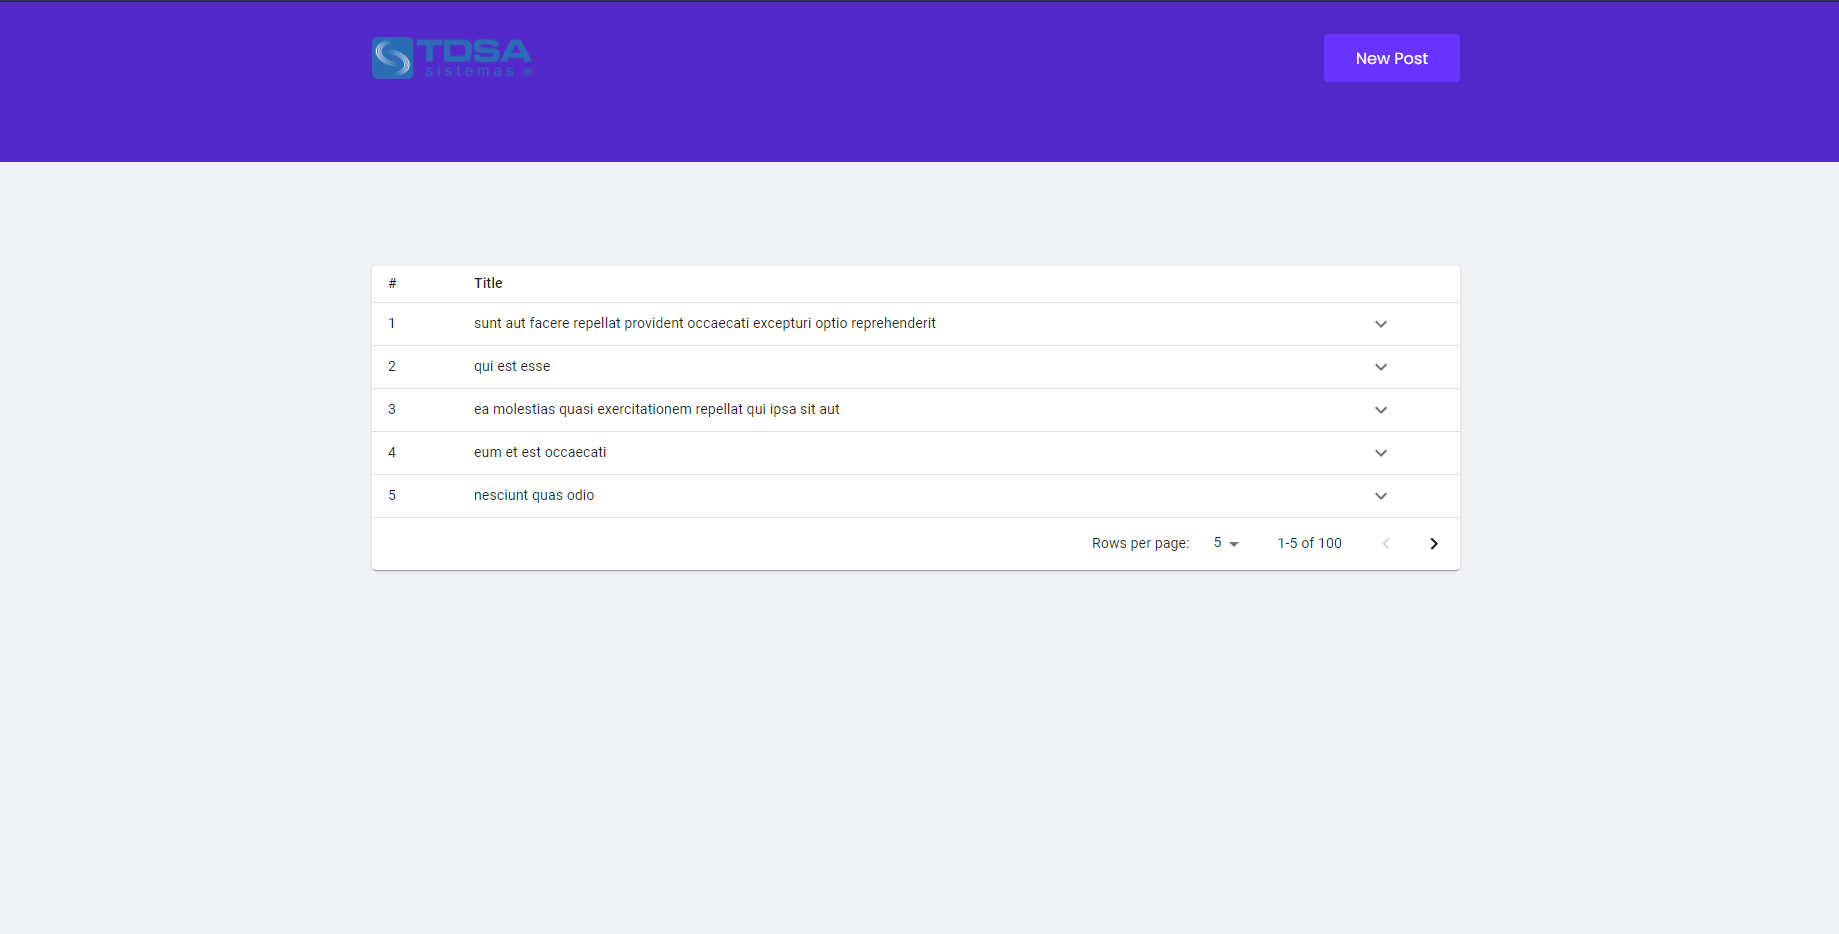 TDSA
sistemas ®
New Post
# Title
1 sunt aut facere repellat provident occaecati excepturi optio reprehenderit
2 qui est esse
3 ea molestias quasi exercitationem repellat qui ipsa sit aut
4 eum et est occaecati
5 nesciunt quas odio
Rows per page: 5 1-5 of 100